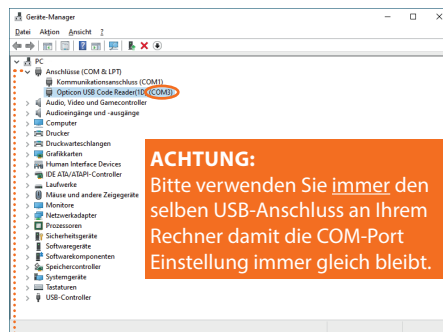 Geräte-Manager
Datei Aktion Ansicht ?
PC
Anschlüsse (COM & LPT)
Kommunikationsanschluss (COM1)
Opticon USB Code Reader(1D) (COM3)
Audio, Video und Gamecontroller
Audioeingänge und -ausgänge
Computer
Drucker
Druckwarteschlangen
Grafikkarten
Human Interface Devices
IDE ATA/ATAPI-Controller
Laufwerke
Mäuse und andere Zeigegeräte
Monitore
Netzwerkadapter
Prozessoren
Sicherheitsgeräte
Softwaregeräte
Softwarekomponenten
Speichercontroller
Systemgeräte
Tastaturen
USB-Controller
ACHTUNG:
Bitte verwenden Sie immer den
selben USB-Anschluss an Ihrem
Rechner damit die COM-Port
Einstellung immer gleich bleibt.